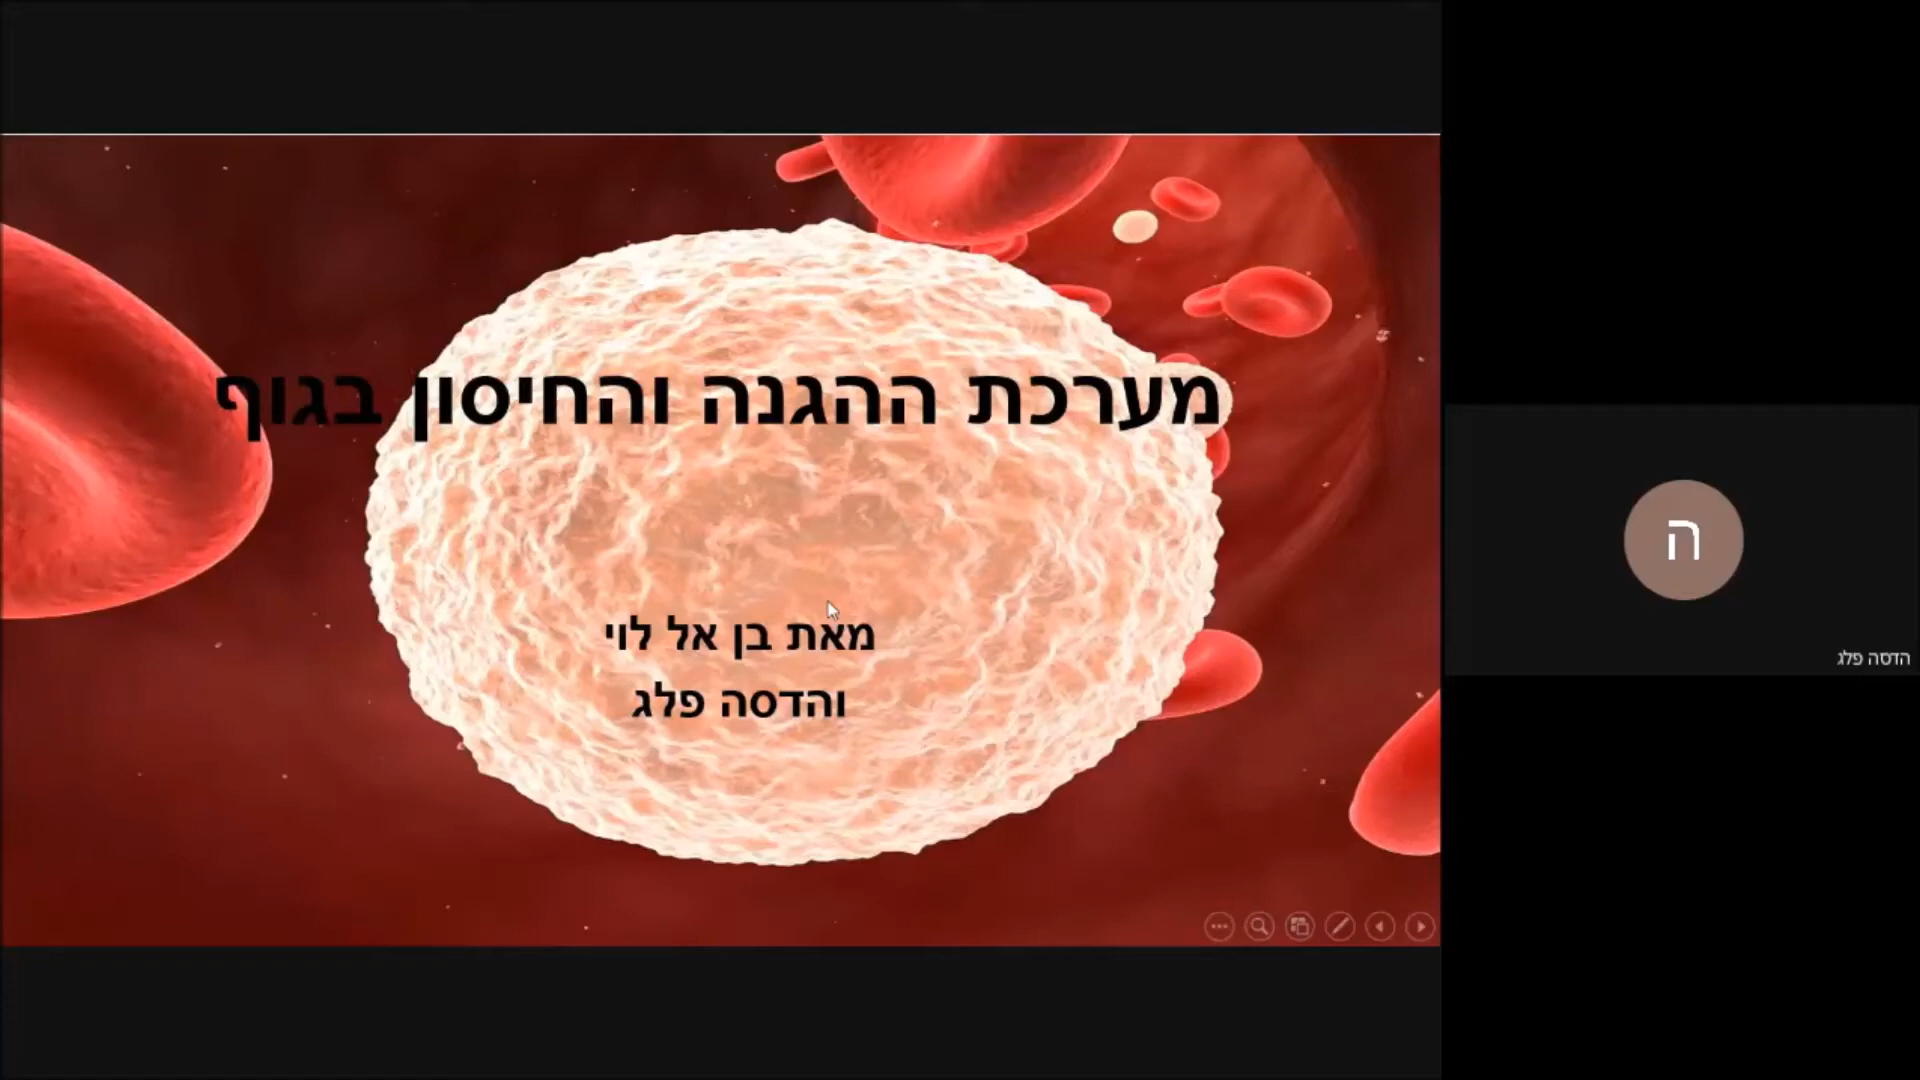 מערכת ההגנה והחיסון בגוף
מאת בן אל לוי
והדסה פלג
ה
הדסה פלג